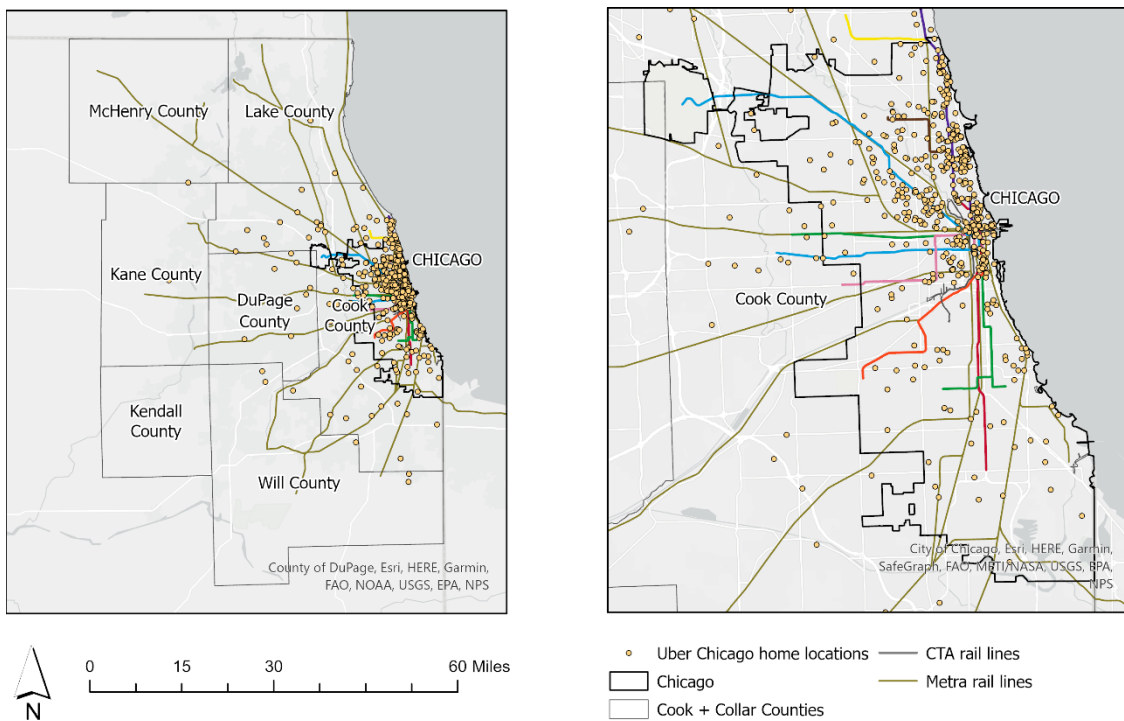 McHenry County
Lake County
CHICAGO
Kane County
DuPage
County
Cook
County
Kendall
County
Will County
County of DuPage, Esri, HERE, Garmin,
FAO, NOAA, USGS, EPA, NPS
CHICAGO
Cook County
City of Chicago, Esri, HERE, Garmin,
SafeGraph, FAO, METI/NASA, USGS, EPA,
NPS
N
0 15 30 60 Miles
Uber Chicago home locations
Chicago
Cook + Collar Counties
CTA rail lines
Metra rail lines